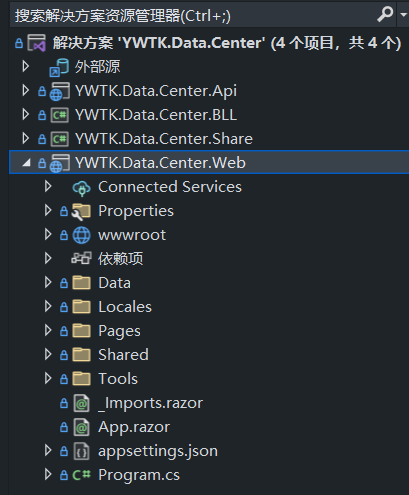 搜索解决方案资源管理器(Ctrl+;)
解决方案 'YWTK.Data.Center' (4 个项目，共 4 个)
外部源
YWTK.Data.Center.Api
YWTK.Data.Center.BLL
YWTK.Data.Center.Share
YWTK.Data.Center.Web
Connected Services
Properties
wwwroot
依赖项
Data
Locales
Pages
Shared
Tools
_Imports.razor
App.razor
appsettings.json
Program.cs